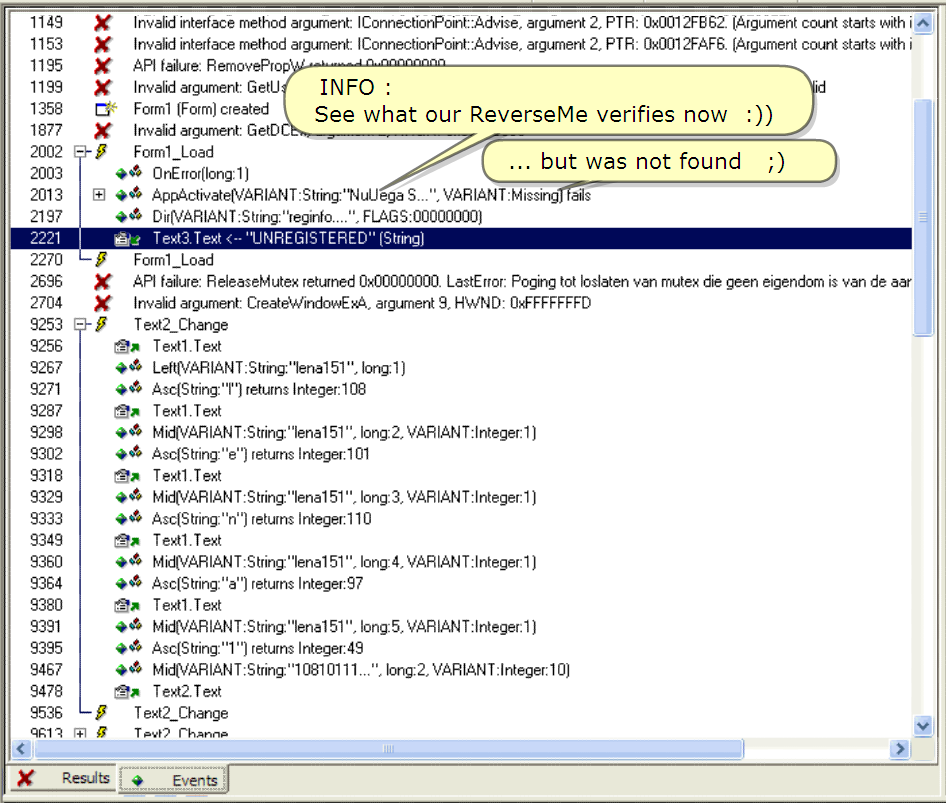 1149 Invalid interface method argument: IConnectionPoint::Advise, argument 2, PTR: 0x0012FB62. (Argument count starts with i
1153 Invalid interface method argument: IConnectionPoint::Advise, argument 2, PTR: 0x0012FAF6. (Argument count starts with i
1195 API failure: RemovePropW returned 0x00000000.
1199 Invalid argument: GetUs
INFO :
See what our ReverseMe verifies now :))
1358 Form1 (Form) created
1877 Invalid argument: GetDCEx,
2002 Form1_Load
... but was not found ;)
2003 OnError(long:1)
2013 AppActivate(VARIANT:String:"NuUega S...", VARIANT:Missing) fails
2197 Dir(VARIANT:String:"reginfo....", FLAGS:00000000)
2221 Text3.Text <-- "UNREGISTERED" (String)
2270 Form1_Load
2696 API failure: ReleaseMutex returned 0x00000000. LastError: Poging tot loslaten van mutex die geen eigendom is van de aar
2704 Invalid argument: CreateWindowExA, argument 9, HWND: 0xFFFFFFFD
9253 Text2_Change
9256 Text1.Text
9267 Left(VARIANT:String:"lena151", long:1)
9271 Asc(String:"l") returns Integer:108
9287 Text1.Text
9298 Mid(VARIANT:String:"lena151", long:2, VARIANT:Integer:1)
9302 Asc(String:"e") returns Integer:101
9318 Text1.Text
9329 Mid(VARIANT:String:"lena151", long:3, VARIANT:Integer:1)
9333 Asc(String:"n") returns Integer:110
9349 Text1.Text
9360 Mid(VARIANT:String:"lena151", long:4, VARIANT:Integer:1)
9364 Asc(String:"a") returns Integer:97
9380 Text1.Text
9391 Mid(VARIANT:String:"lena151", long:5, VARIANT:Integer:1)
9395 Asc(String:"1") returns Integer:49
9467 Mid(VARIANT:String:"10810111...", long:2, VARIANT:Integer:10)
9478 Text2.Text
9536 Text2_Change
9613 Text2_Change
Results Events